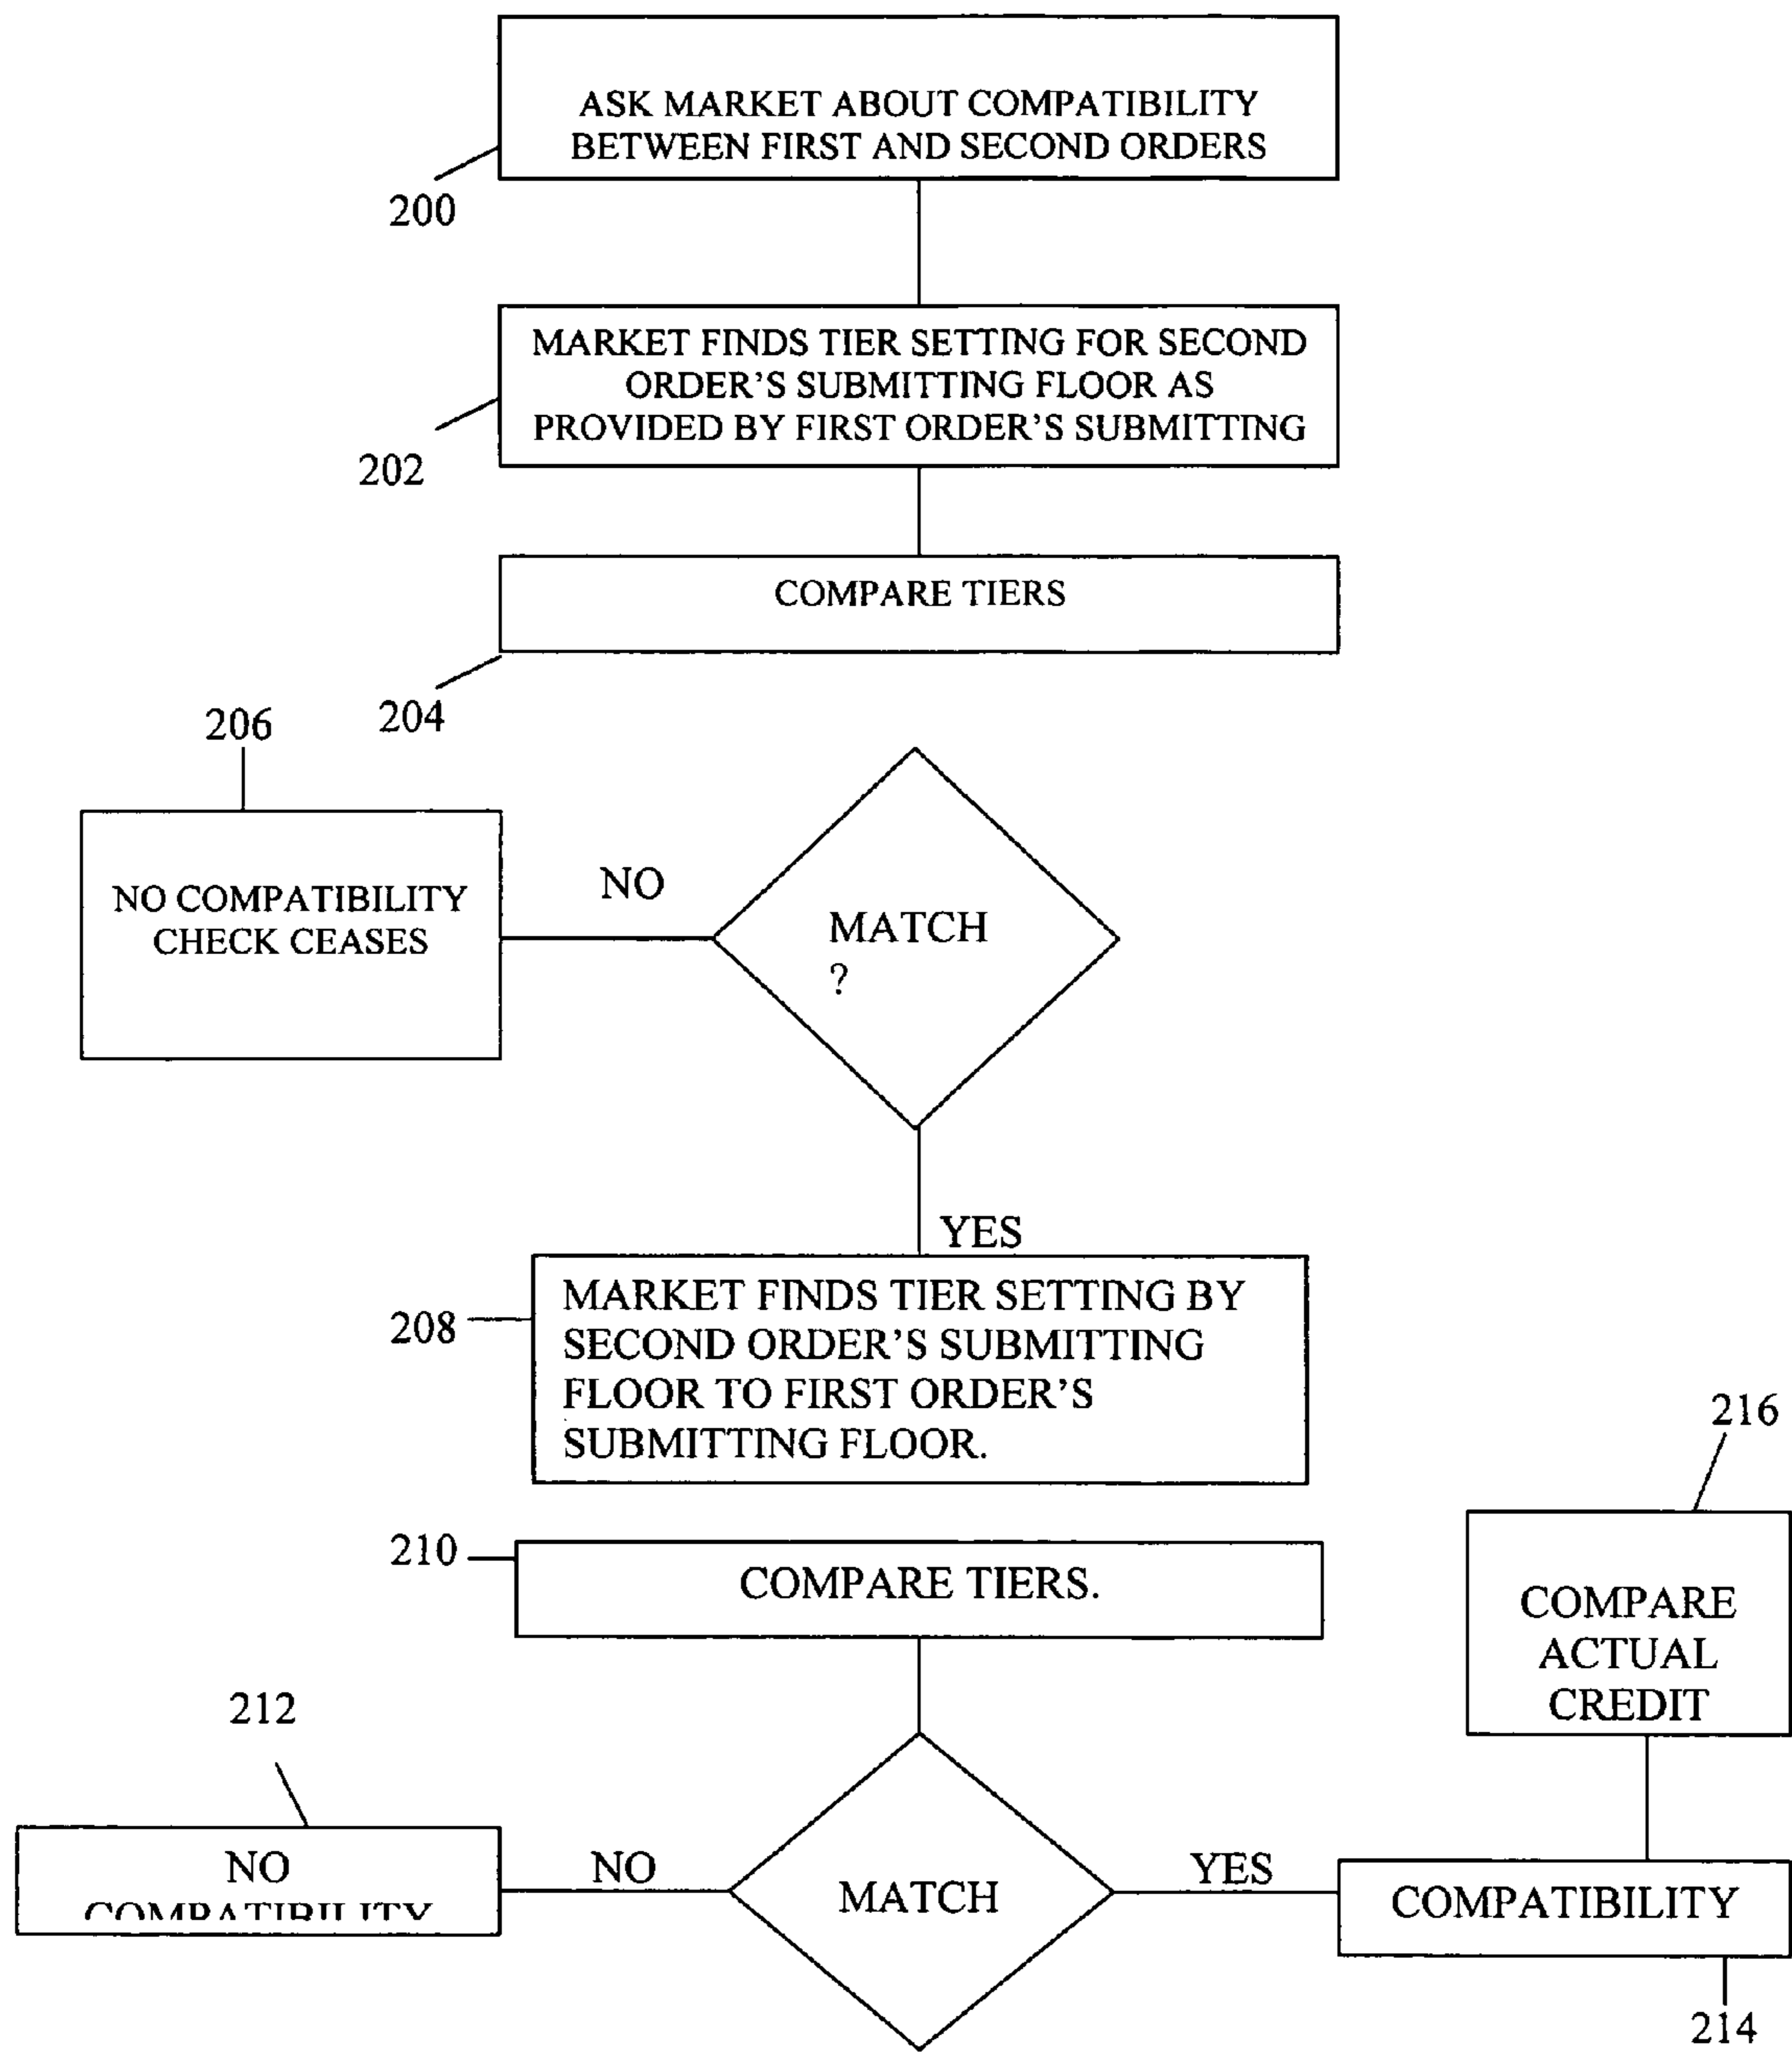 ASK MARKET ABOUT COMPATIBILITY
BETWEEN FIRST AND SECOND ORDERS
200
MARKET FINDS TIER SETTING FOR SECOND
ORDER'S SUBMITTING FLOOR AS
PROVIDED BY FIRST ORDER'S SUBMITTING
202
COMPARE TIERS
204
206
NO COMPATIBILITY
CHECK CEASES
NO
MATCH
?
YES
208
MARKET FINDS TIER SETTING BY
SECOND ORDER'S SUBMITTING
FLOOR TO FIRST ORDER'S
SUBMITTING FLOOR.
216
210
COMPARE TIERS.
COMPARE
ACTUAL
CREDIT
212
NO
COMPATIBILITY
NO
MATCH
YES
COMPATIBILITY
214